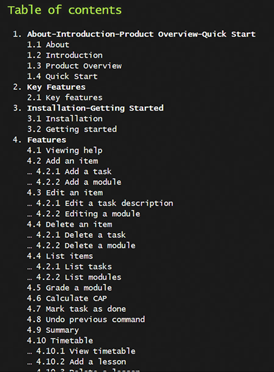 Table of contents
1. About-Introduction-Product Overview-Quick Start
1.1 About
1.2 Introduction
1.3 Product Overview
1.4 Quick Start
2. Key Features
2.1 Key features
3. Installation-Getting Started
3.1 Installation
3.2 Getting started
4. Features
4.1 Viewing help
4.2 Add an item
… 4.2.1 Add a task
… 4.2.2 Add a module
4.3 Edit an item
… 4.2.1 Edit a task description
… 4.2.2 Editing a module
4.4 Delete an item
… 4.2.1 Delete a task
… 4.2.2 Delete a module
4.4 List items
… 4.2.1 List tasks
… 4.2.2 List modules
4.5 Grade a module
4.6 Calculate CAP
4.7 Mark task as done
4.8 Undo previous command
4.9 Summary
4.10 Timetable
… 4.10.1 View timetable
… 4.10.2 Add a lesson
… 4.10.3 Delete a lesson